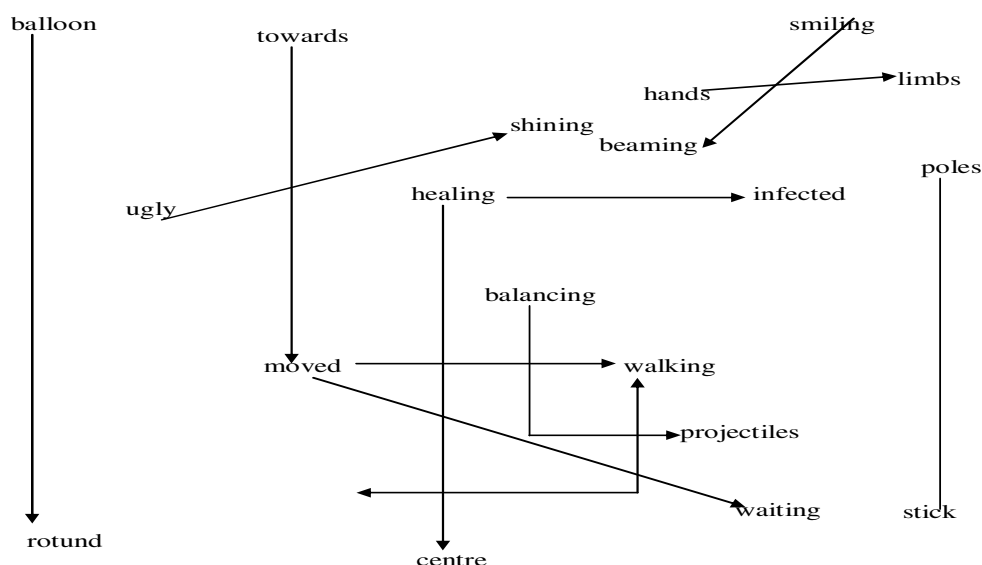 balloon
smiling
towards
limbs
hands
shining
beaming
poles
healing
infected
ugly
balancing
moved
walking
projectiles
waiting
stick
rotund
centre